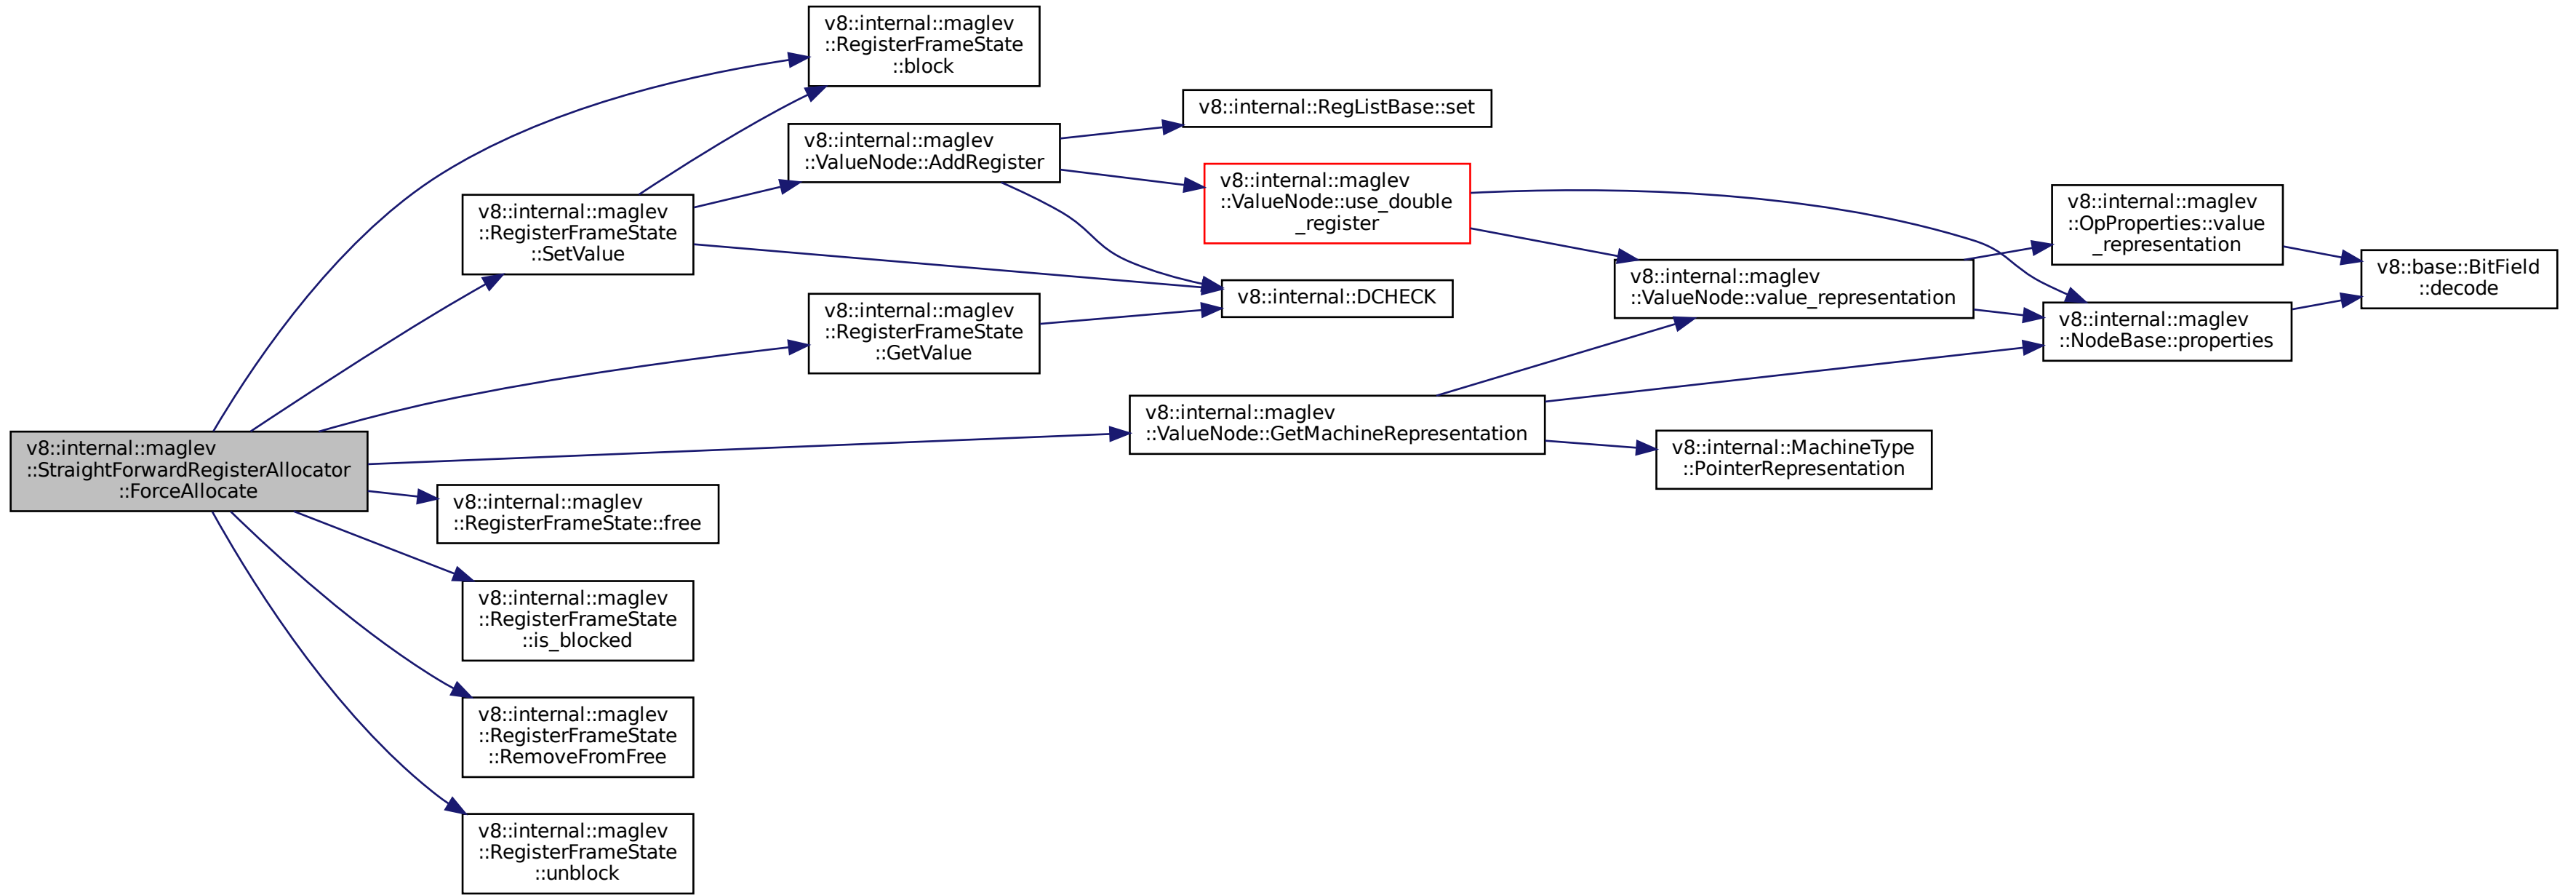 v8::internal::maglev
::RegisterFrameState
::block
v8::internal::RegListBase::set
v8::internal::maglev
::ValueNode::AddRegister
v8::internal::maglev
::ValueNode::use_double
_register
v8::internal::maglev
::OpProperties::value
_representation
v8::internal::maglev
::RegisterFrameState
::SetValue
v8::base::BitField
::decode
v8::internal::maglev
::ValueNode::value_representation
v8::internal::DCHECK
v8::internal::maglev
::RegisterFrameState
::GetValue
v8::internal::maglev
::NodeBase::properties
v8::internal::maglev
::ValueNode::GetMachineRepresentation
v8::internal::maglev
::StraightForwardRegisterAllocator
::ForceAllocate
v8::internal::MachineType
::PointerRepresentation
v8::internal::maglev
::RegisterFrameState::free
v8::internal::maglev
::RegisterFrameState
::is_blocked
v8::internal::maglev
::RegisterFrameState
::RemoveFromFree
v8::internal::maglev
::RegisterFrameState
::unblock